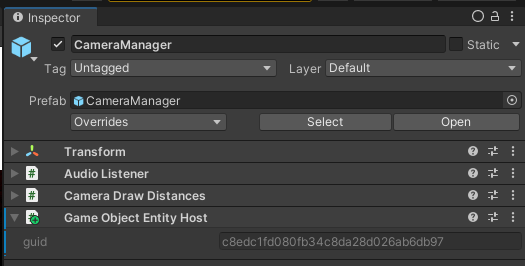 Inspector
CameraManager
Static
Tag Untagged Layer Default
Prefab CameraManager
Overrides Select Open
Transform
Audio Listener
Camera Draw Distances
Game Object Entity Host
guid c8edc1fd080fb34c8da28d026ab6db97